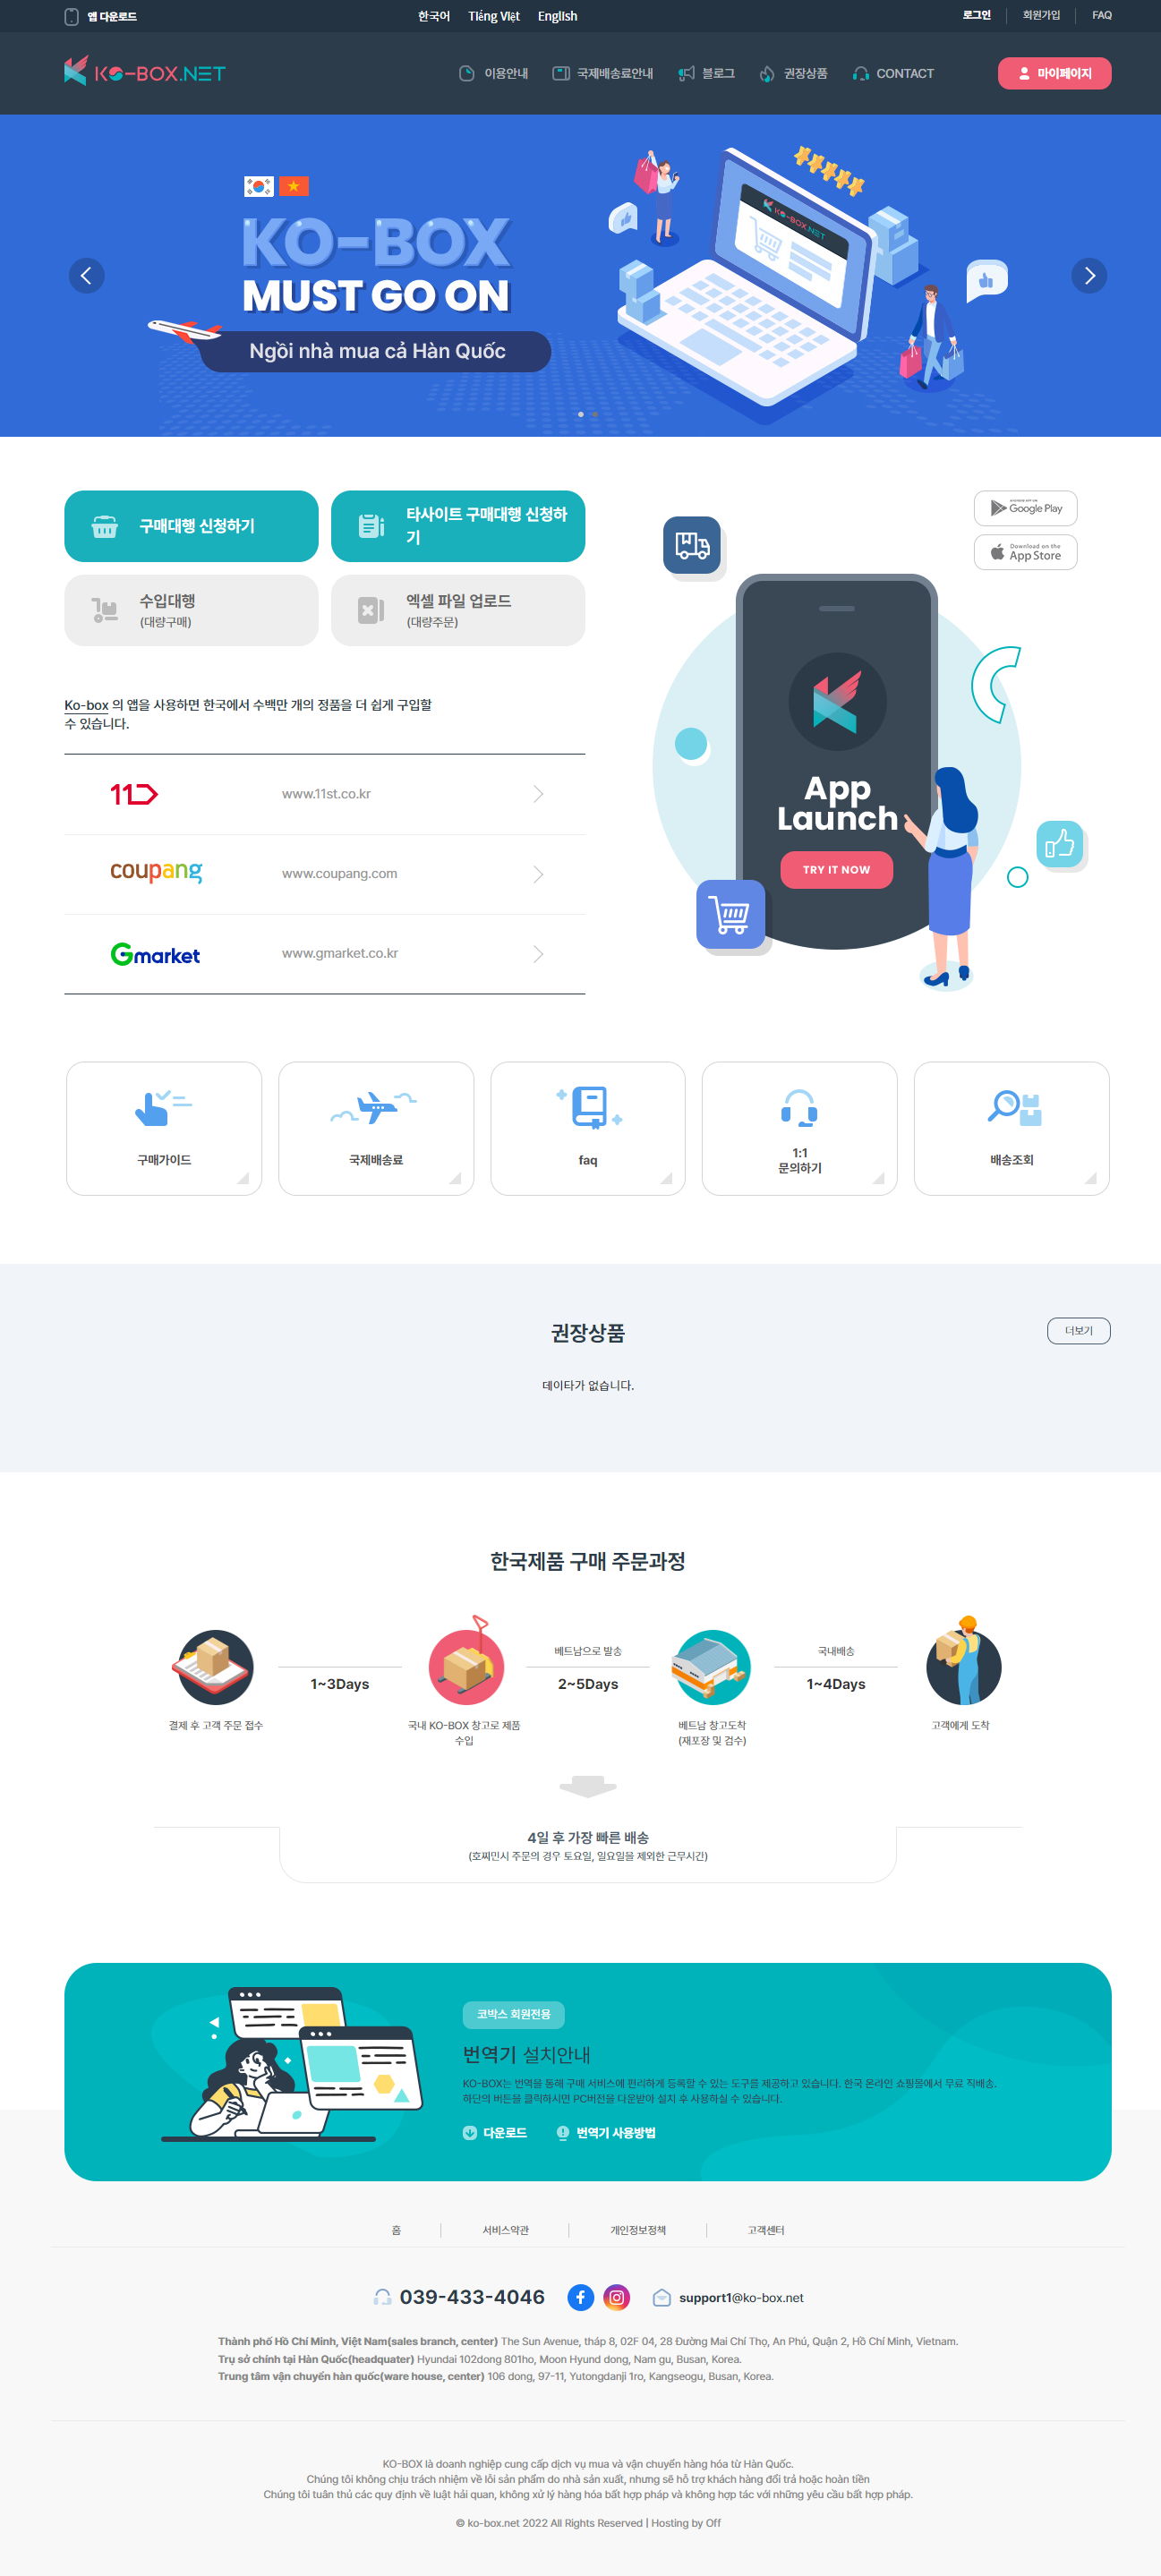 앱 다운로드
한국어 Tiếng Việt English
로그인 회원가입 FAQ
KO-BOX.NET
이용안내 국제배송료안내 블로그 권장상품 CONTACT
마이페이지
KO-BOX
MUST GO ON
Ngồi nhà mua cả Hàn Quốc
KO-BOX.NET
구매대행 신청하기
타사이트 구매대행 신청하
기
수입대행
(대량구매)
엑셀 파일 업로드
(대량주문)
Google Play
Download on the
App Store
Ko-box 의 앱을 사용하면 한국에서 수백만 개의 정품을 더 쉽게 구입할
수 있습니다.
11
www.11st.co.kr
coupang
www.coupang.com
Gmarket
www.gmarket.co.kr
App
Launch
TRY IT NOW
구매가이드
국제배송료
faq
1:1
문의하기
배송조회
권장상품
더보기
데이타가 없습니다.
한국제품 구매 주문과정
베트남으로 발송
국내배송
1~3Days
2~5Days
1~4Days
결제 후 고객 주문 접수
국내 KO-BOX 창고로 제품
수입
베트남 창고도착
(재포장 및 검수)
고객에게 도착
4일 후 가장 빠른 배송
(호찌민시 주문의 경우 토요일, 일요일을 제외한 근무시간)
코박스 회원전용
번역기 설치안내
KO-BOX는 번역을 통해 구매 서비스에 편리하게 등록할 수 있는 도구를 제공하고 있습니다. 한국 온라인 쇼핑몰에서 무료 직배송.
하단의 버튼을 클릭하시면 PC버전을 다운받아 설치 후 사용하실 수 있습니다.
다운로드
번역기 사용방법
홈 서비스약관 개인정보정책 고객센터
039-433-4046
support1@ko-box.net
Thành phố Hồ Chí Minh, Việt Nam(sales branch, center) The Sun Avenue, tháp 8, 02F 04, 28 Đường Mai Chí Thọ, An Phú, Quận 2, Hồ Chí Minh, Vietnam.
Trụ sở chính tại Hàn Quốc(headquater) Hyundai 102dong 801ho, Moon Hyund dong, Nam gu, Busan, Korea.
Trung tâm vận chuyển hàn quốc(ware house, center) 106 dong, 97-11, Yutongdanji 1ro, Kangseogu, Busan, Korea.
KO-BOX là doanh nghiệp cung cấp dịch vụ mua và vận chuyển hàng hóa từ Hàn Quốc.
Chúng tôi không chịu trách nhiệm về lỗi sản phẩm do nhà sản xuất, nhưng sẽ hỗ trợ khách hàng đổi trả hoặc hoàn tiền
Chúng tôi tuân thủ các quy định về luật hải quan, không xử lý hàng hóa bất hợp pháp và không hợp tác với những yêu cầu bất hợp pháp.
© ko-box.net 2022 All Rights Reserved | Hosting by Off